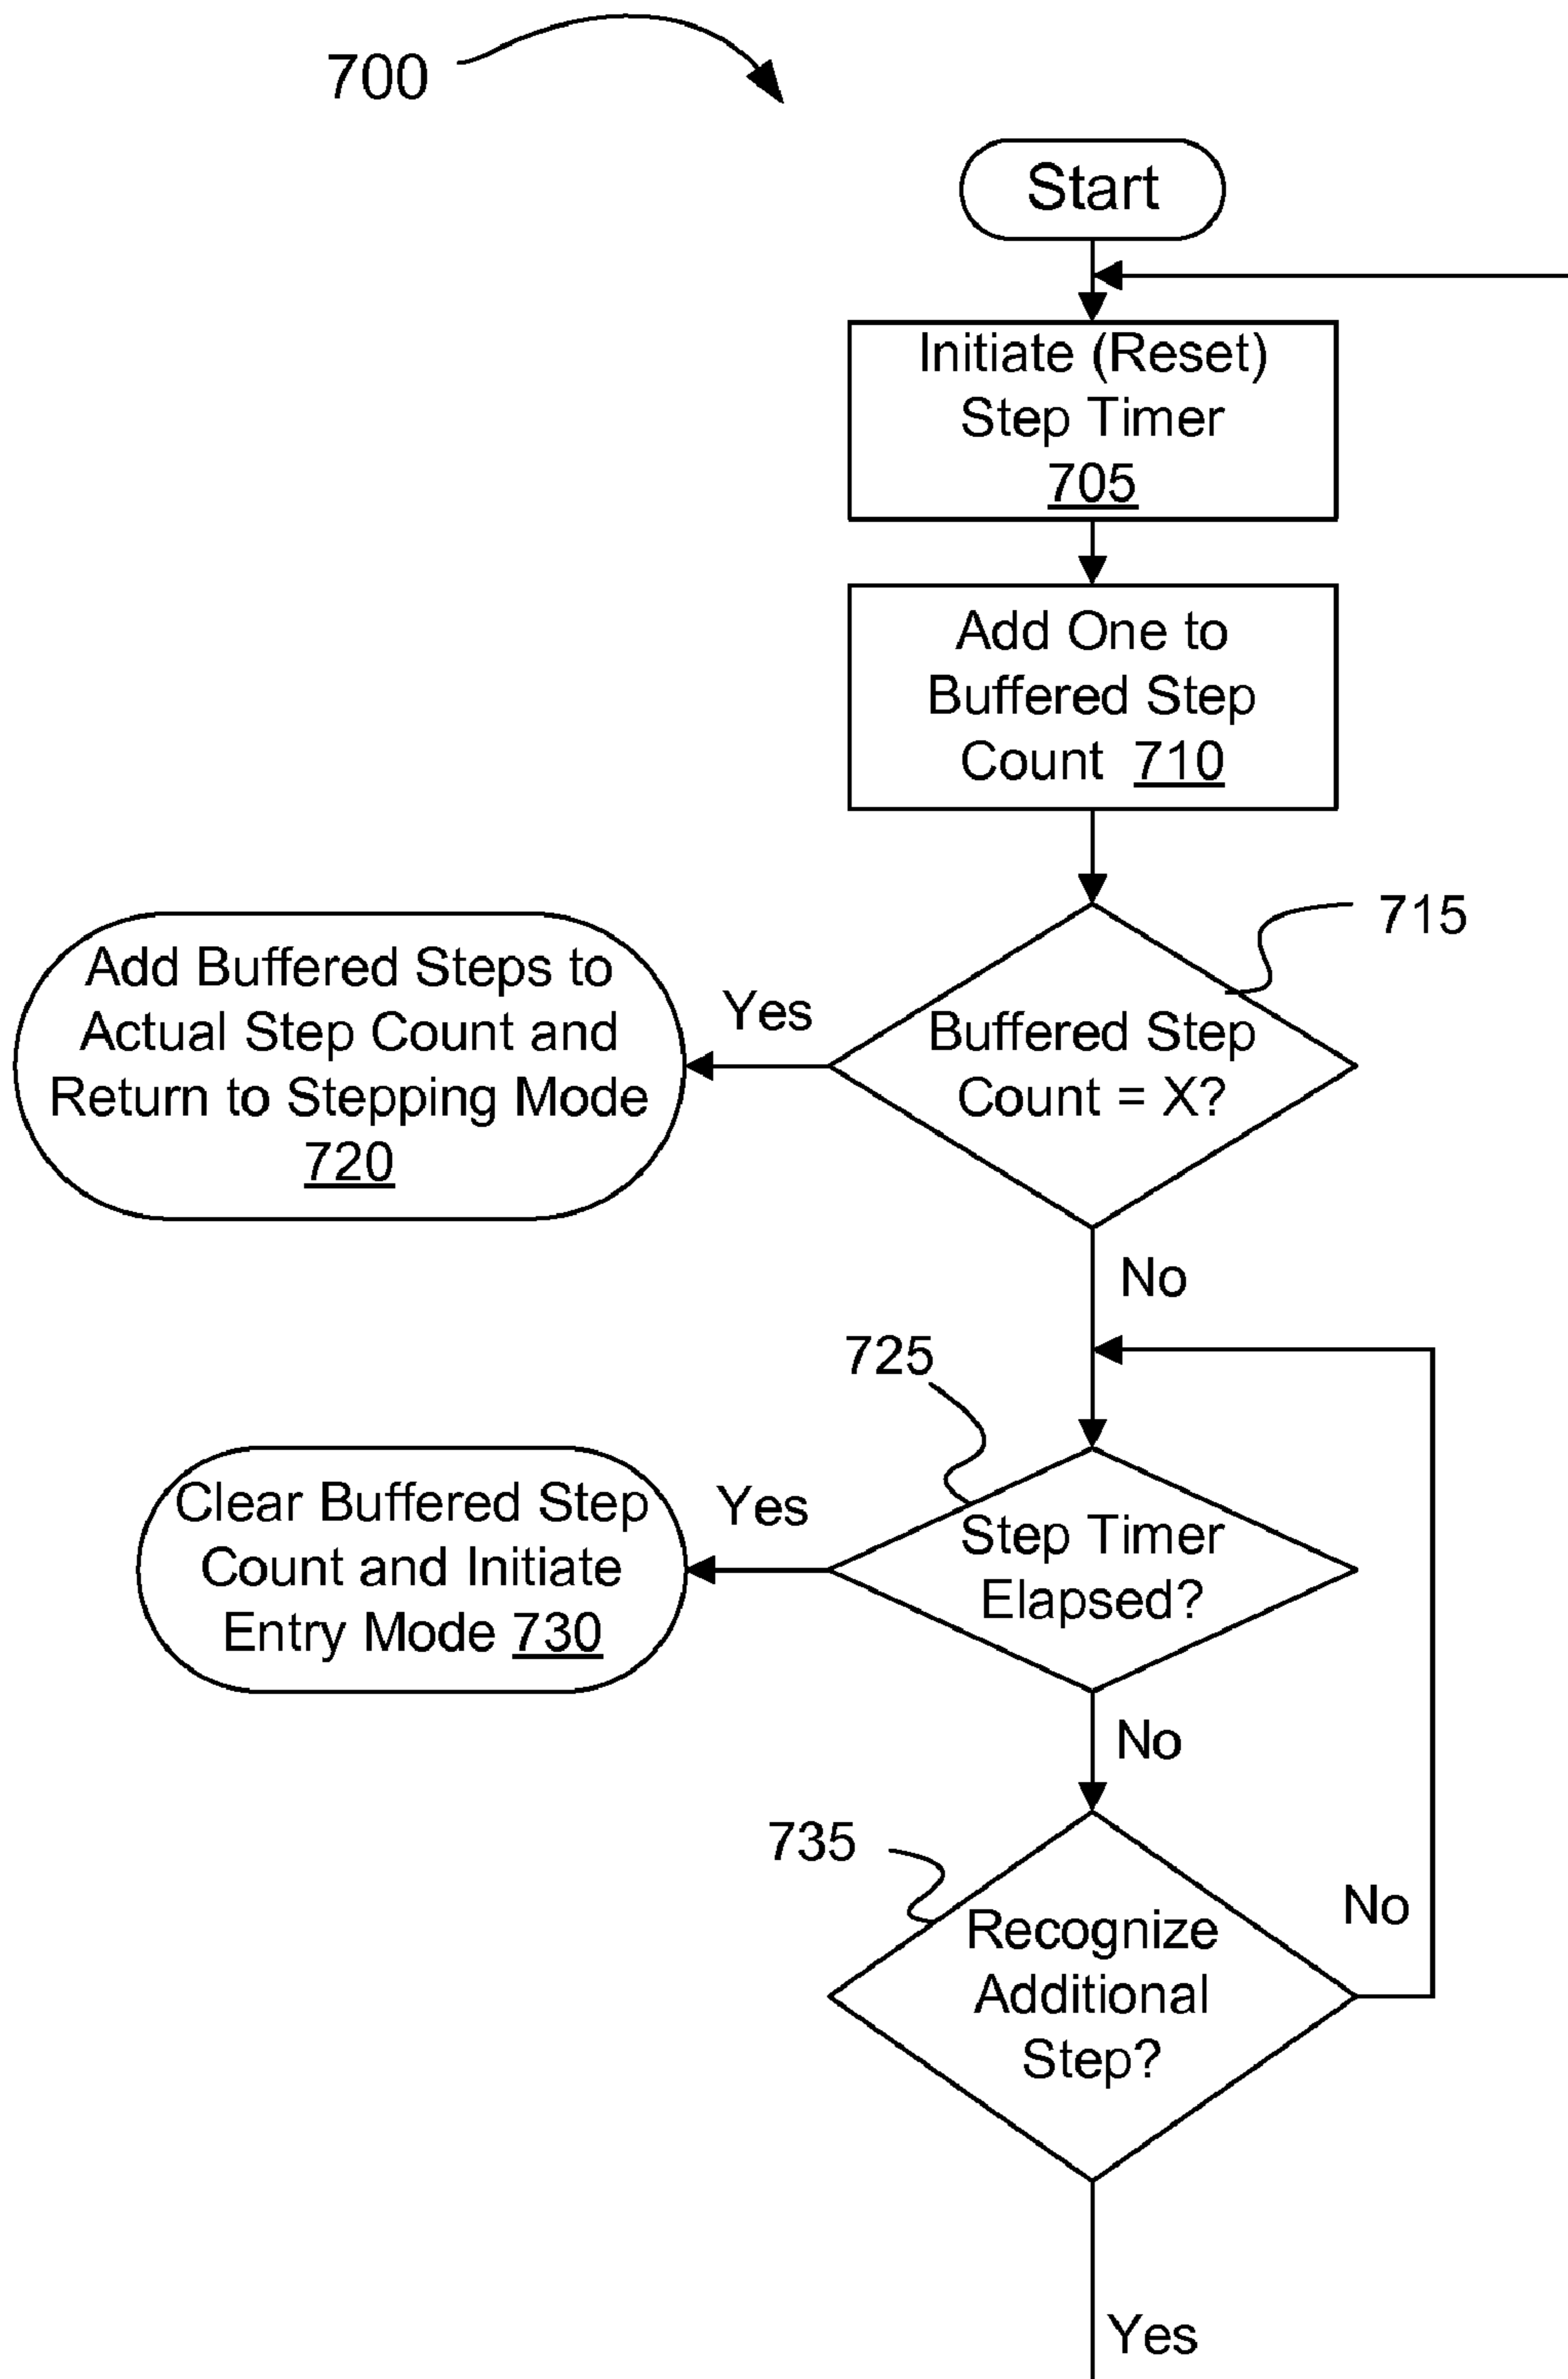 700
Start
Initiate (Reset)
Step Timer
705
Add One to
Buffered Step
Count 710
715
Add Buffered Steps to
Actual Step Count and
Return to Stepping Mode
720
Yes
Buffered Step
Count = X?
No
725
Clear Buffered Step
Count and Initiate
Entry Mode 730
Yes
Step Timer
Elapsed?
No
735
Recognize
Additional
Step?
No
Yes